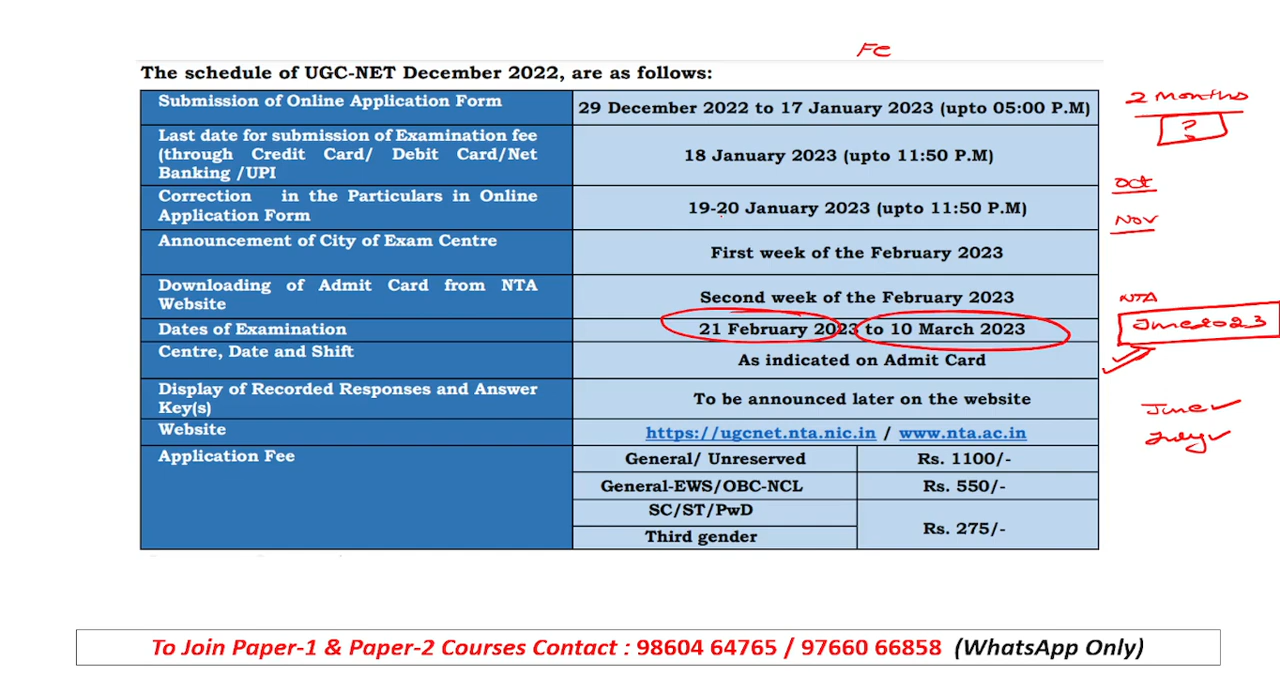 Fe
The schedule of UGC-NET December 2022, are as follows:
Submission of Online Application Form
29 December 2022 to 17 January 2023 (upto 05:00 P.M)
Last date for submission of Examination fee
(through Credit Card/ Debit Card/Net
Banking /UPI
18 January 2023 (upto 11:50 P.M)
Correction in the Particulars in Online
Application Form
19-20 January 2023 (upto 11:50 P.M)
Announcement of City of Exam Centre
First week of the February 2023
Downloading of Admit Card from NTA
Website
Second week of the February 2023
Dates of Examination
21 February 2023 to 10 March 2023
Centre, Date and Shift
As indicated on Admit Card
Display of Recorded Responses and Answer
Key(s)
To be announced later on the website
Website
https://ugcnet.nta.nic.in / www.nta.ac.in
Application Fee
General/ Unreserved
Rs. 1100/-
General-EWS/OBC-NCL
Rs. 550/-
SC/ST/PwD
Third gender
Rs. 275/-
2 months
?
Oct
Nov
NTA
June2023
June
July
To Join Paper-1 & Paper-2 Courses Contact : 98604 64765 / 97660 66858 (WhatsApp Only)